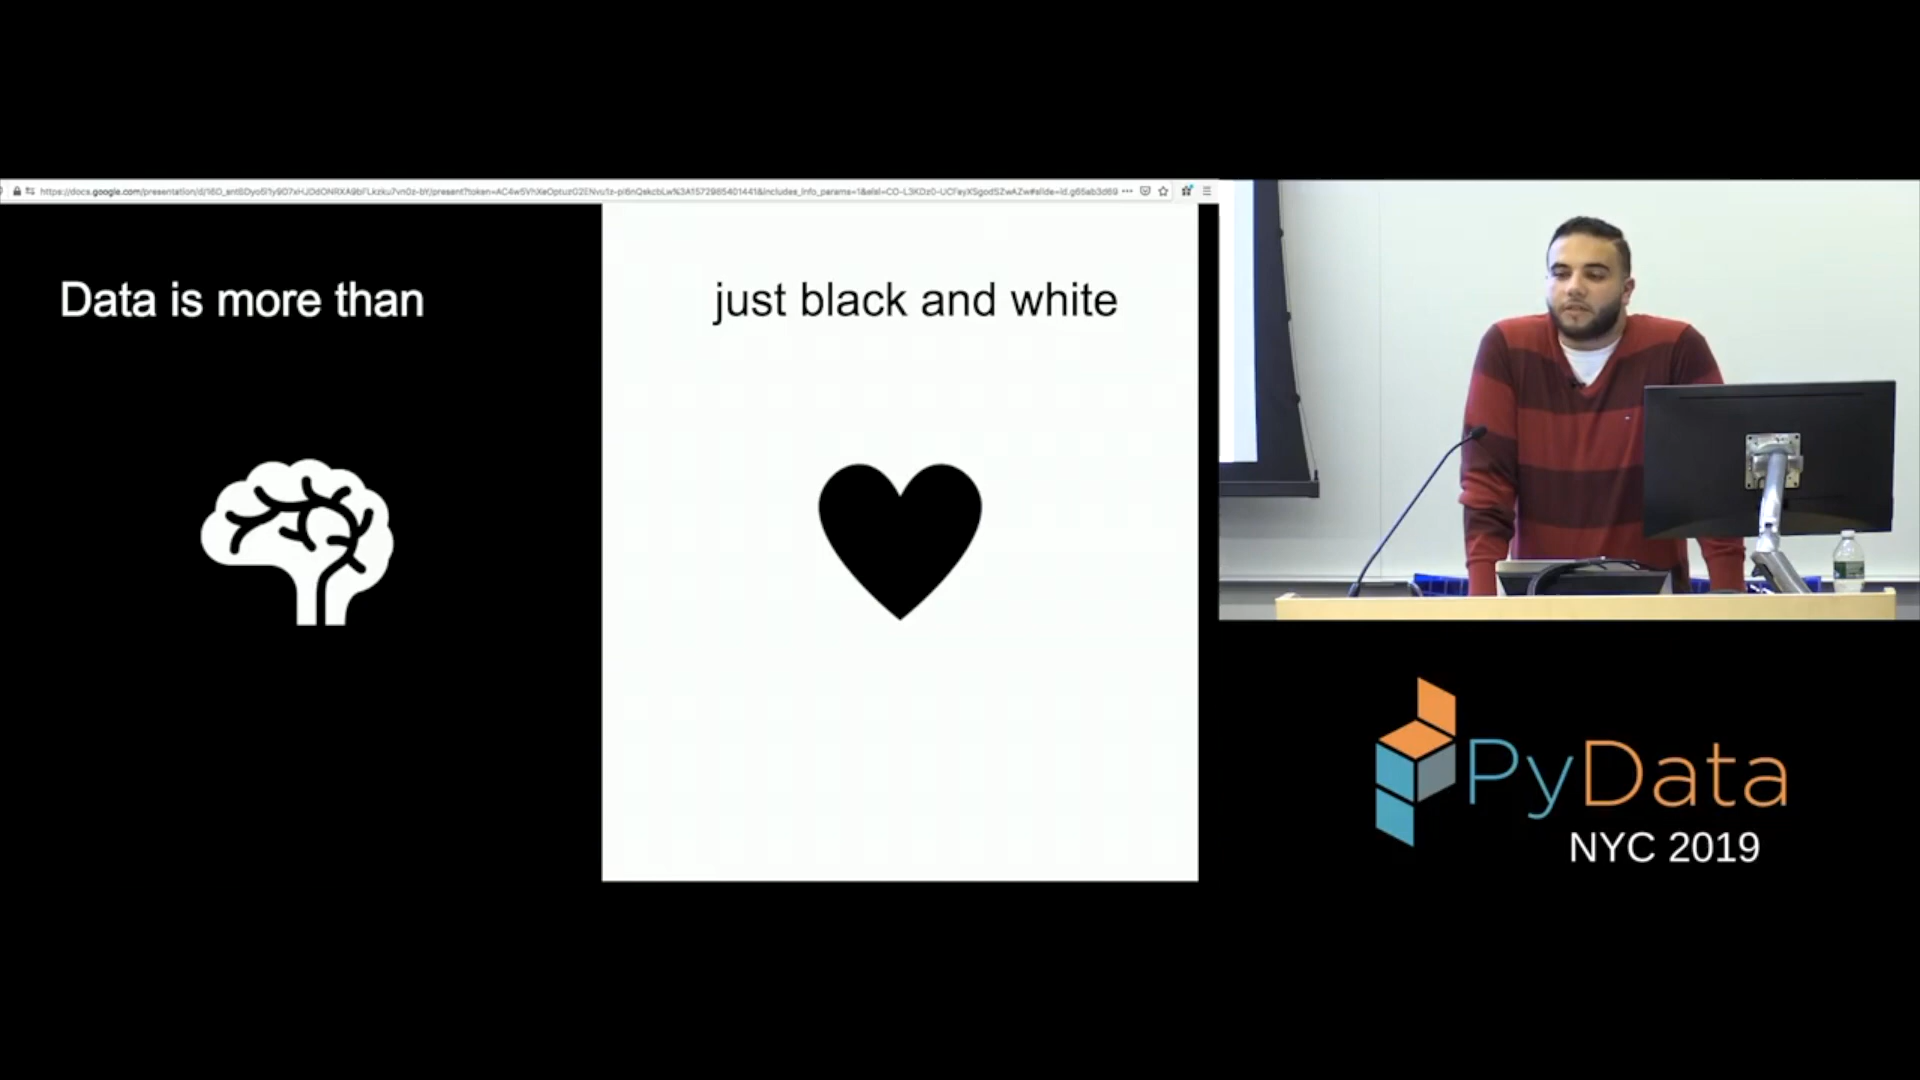 Data is more than
just black and white
PyData
NYC 2019